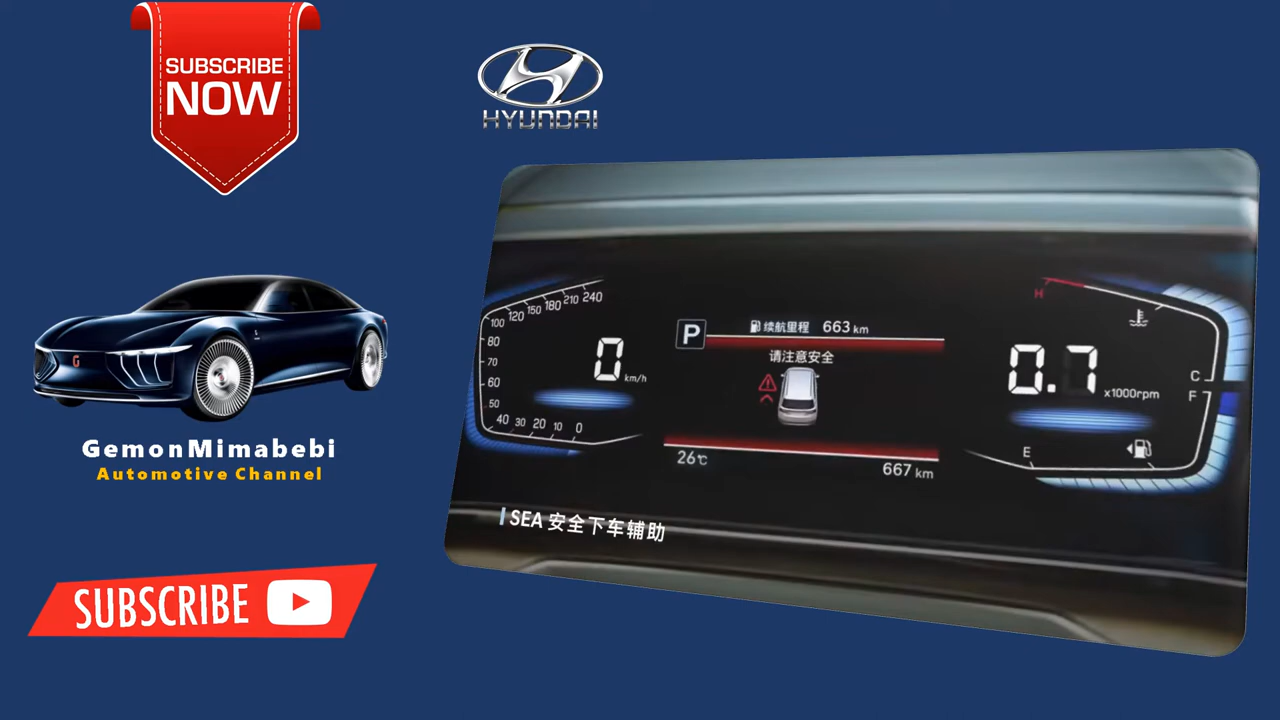 SUBSCRIBE
NOW
HYUNDAI
GemonMimabebi
Automotive Channel
SUBSCRIBE
240
210
180
150
120
100
80
70
60
50
40
30
20
10
0
0 km/h
P
续航里程 663 km
请注意安全
26℃
667 km
H
C
F
E
0.7 x1000rpm
SEA 安全下车辅助